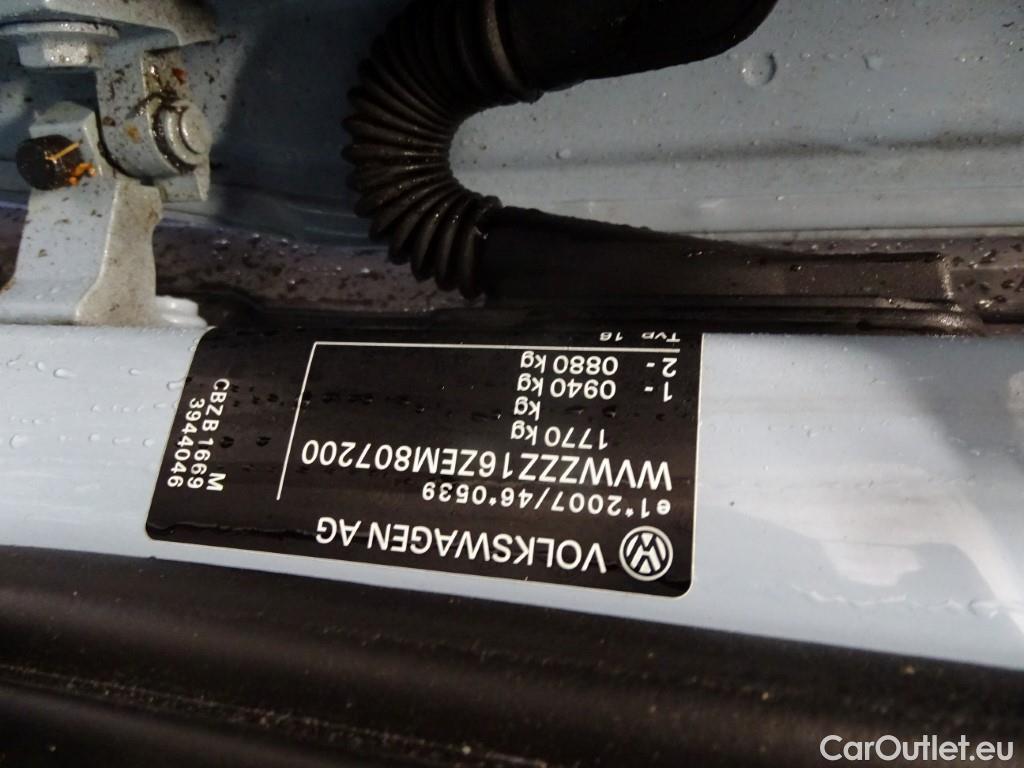 VOLKSWAGEN AG
e1*2007/46*0539
WVWZZZ16ZEM807200
1770 kg
kg
1 - 0940 kg
2 - 0880 kg
Typ 16
M
CBZB 1669
3944046
CarOutlet.eu